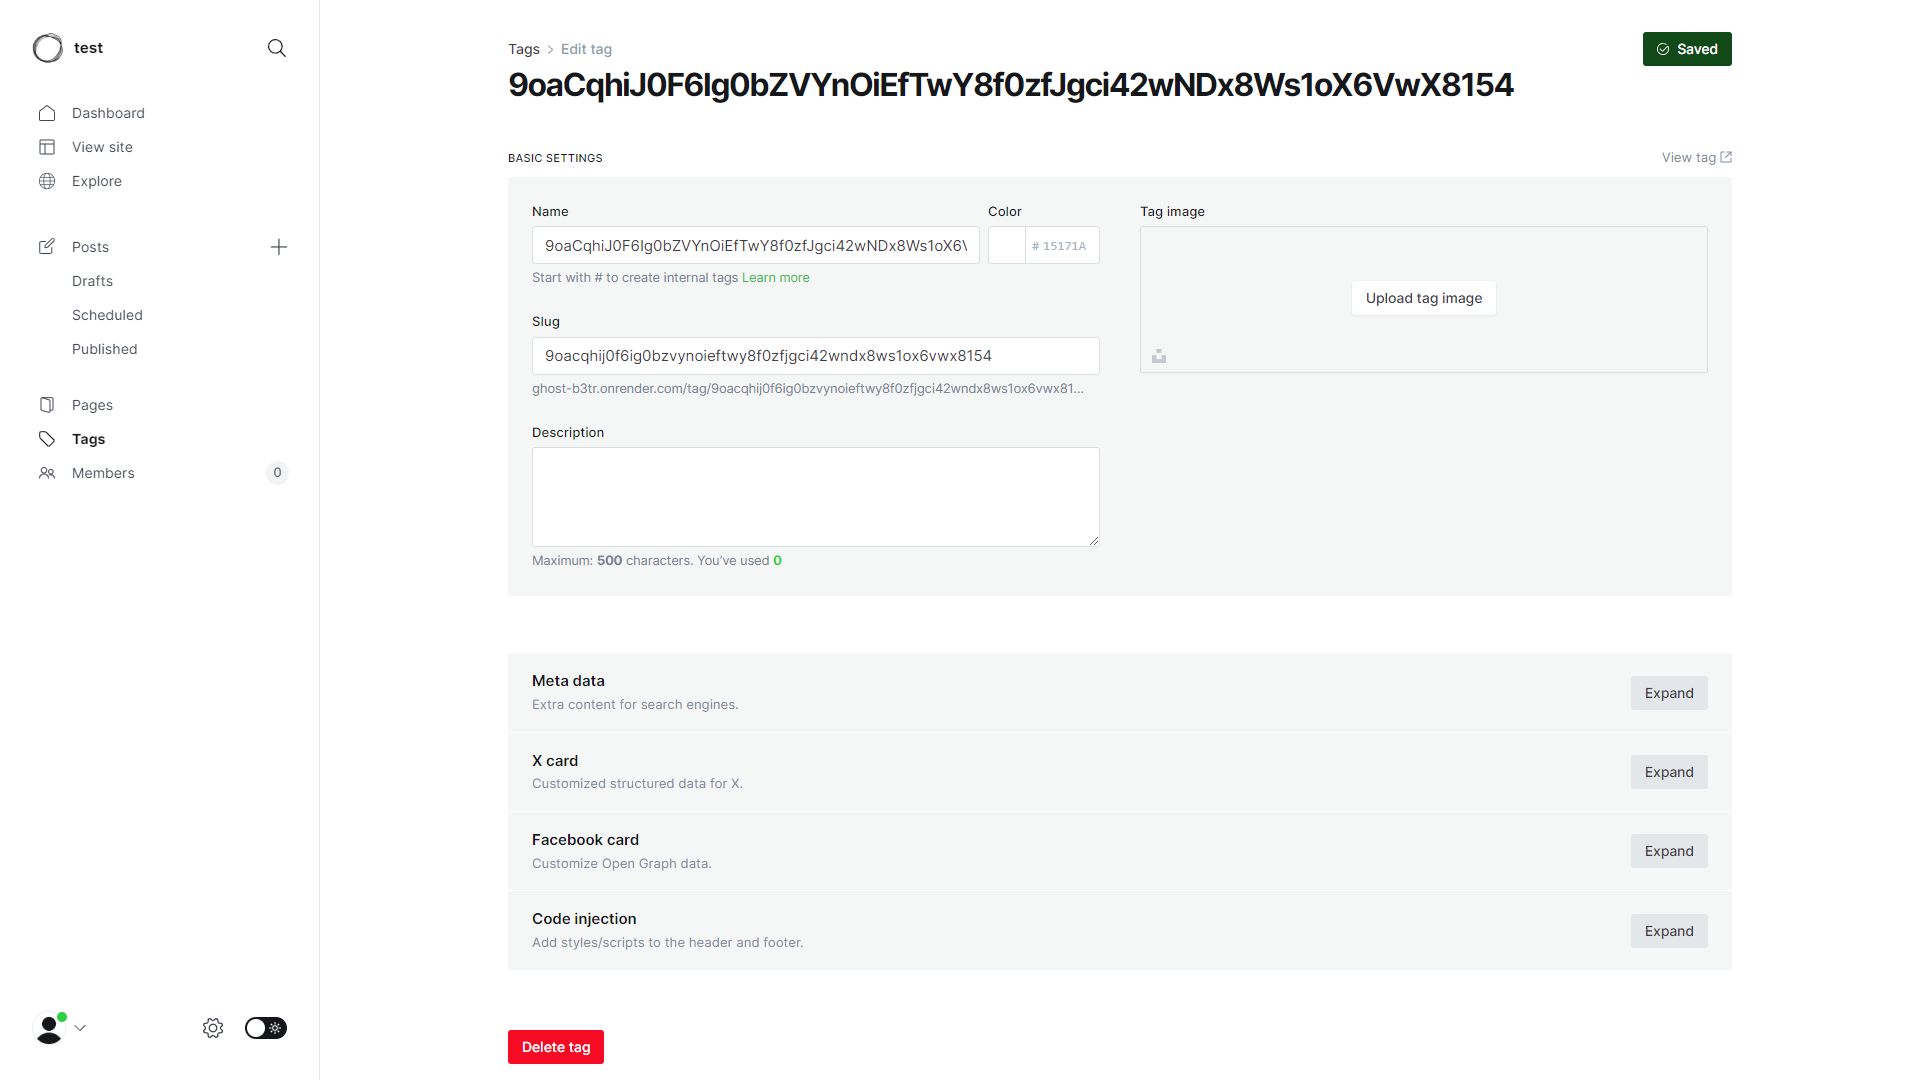 test
Dashboard
View site
Explore
Posts
Drafts
Scheduled
Published
Pages
Tags
Members
0
Tags > Edit tag
Saved
9oaCqhiJ0F6Ig0bZVYnOiEfTwY8f0zfJgci42wNDx8Ws1oX6VwX8154
BASIC SETTINGS
View tag
Name
9oaCqhiJ0F6Ig0bZVYnOiEfTwY8f0zfJgci42wNDx8Ws1oX6V
Start with # to create internal tags Learn more
Color
# 15171A
Tag image
Upload tag image
Slug
9oacqhij0f6ig0bzvynoieftwy8f0zfjgci42wndx8ws1ox6vwx8154
ghost-b3tr.onrender.com/tag/9oacqhij0f6ig0bzvynoieftwy8f0zfjgci42wndx8ws1ox6vwx81...
Description
Maximum: 500 characters. You’ve used 0
Meta data
Extra content for search engines.
Expand
X card
Customized structured data for X.
Expand
Facebook card
Customize Open Graph data.
Expand
Code injection
Add styles/scripts to the header and footer.
Expand
Delete tag